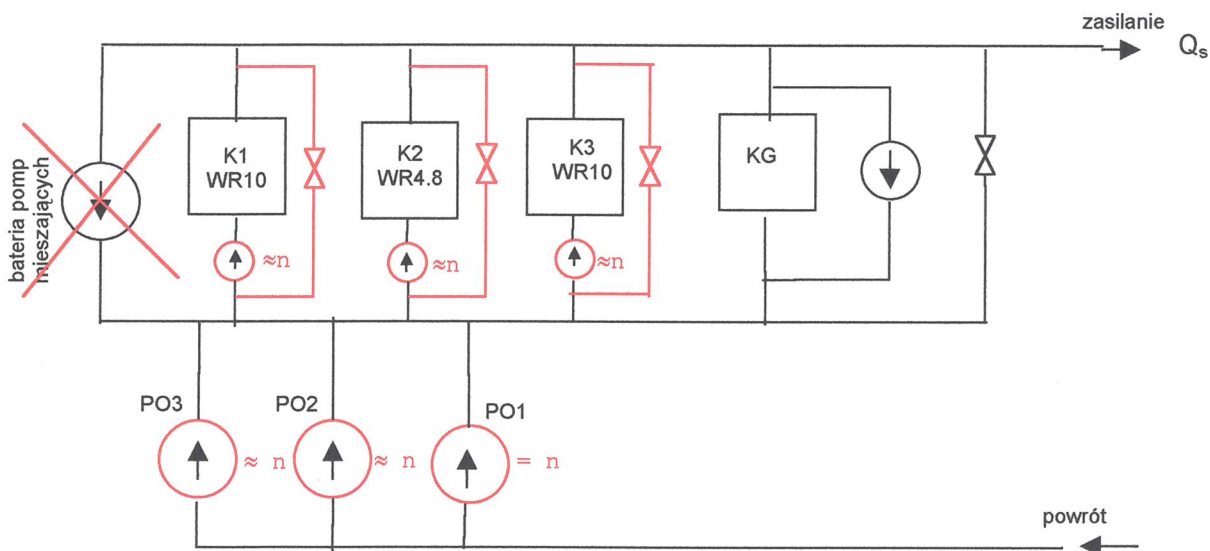 zasilanie
Qs
bateria pomp
mieszających
K1
WR10
≈n
K2
WR4.8
≈n
K3
WR10
≈n
KG
PO3
≈ n
PO2
≈ n
PO1
= n
powrót